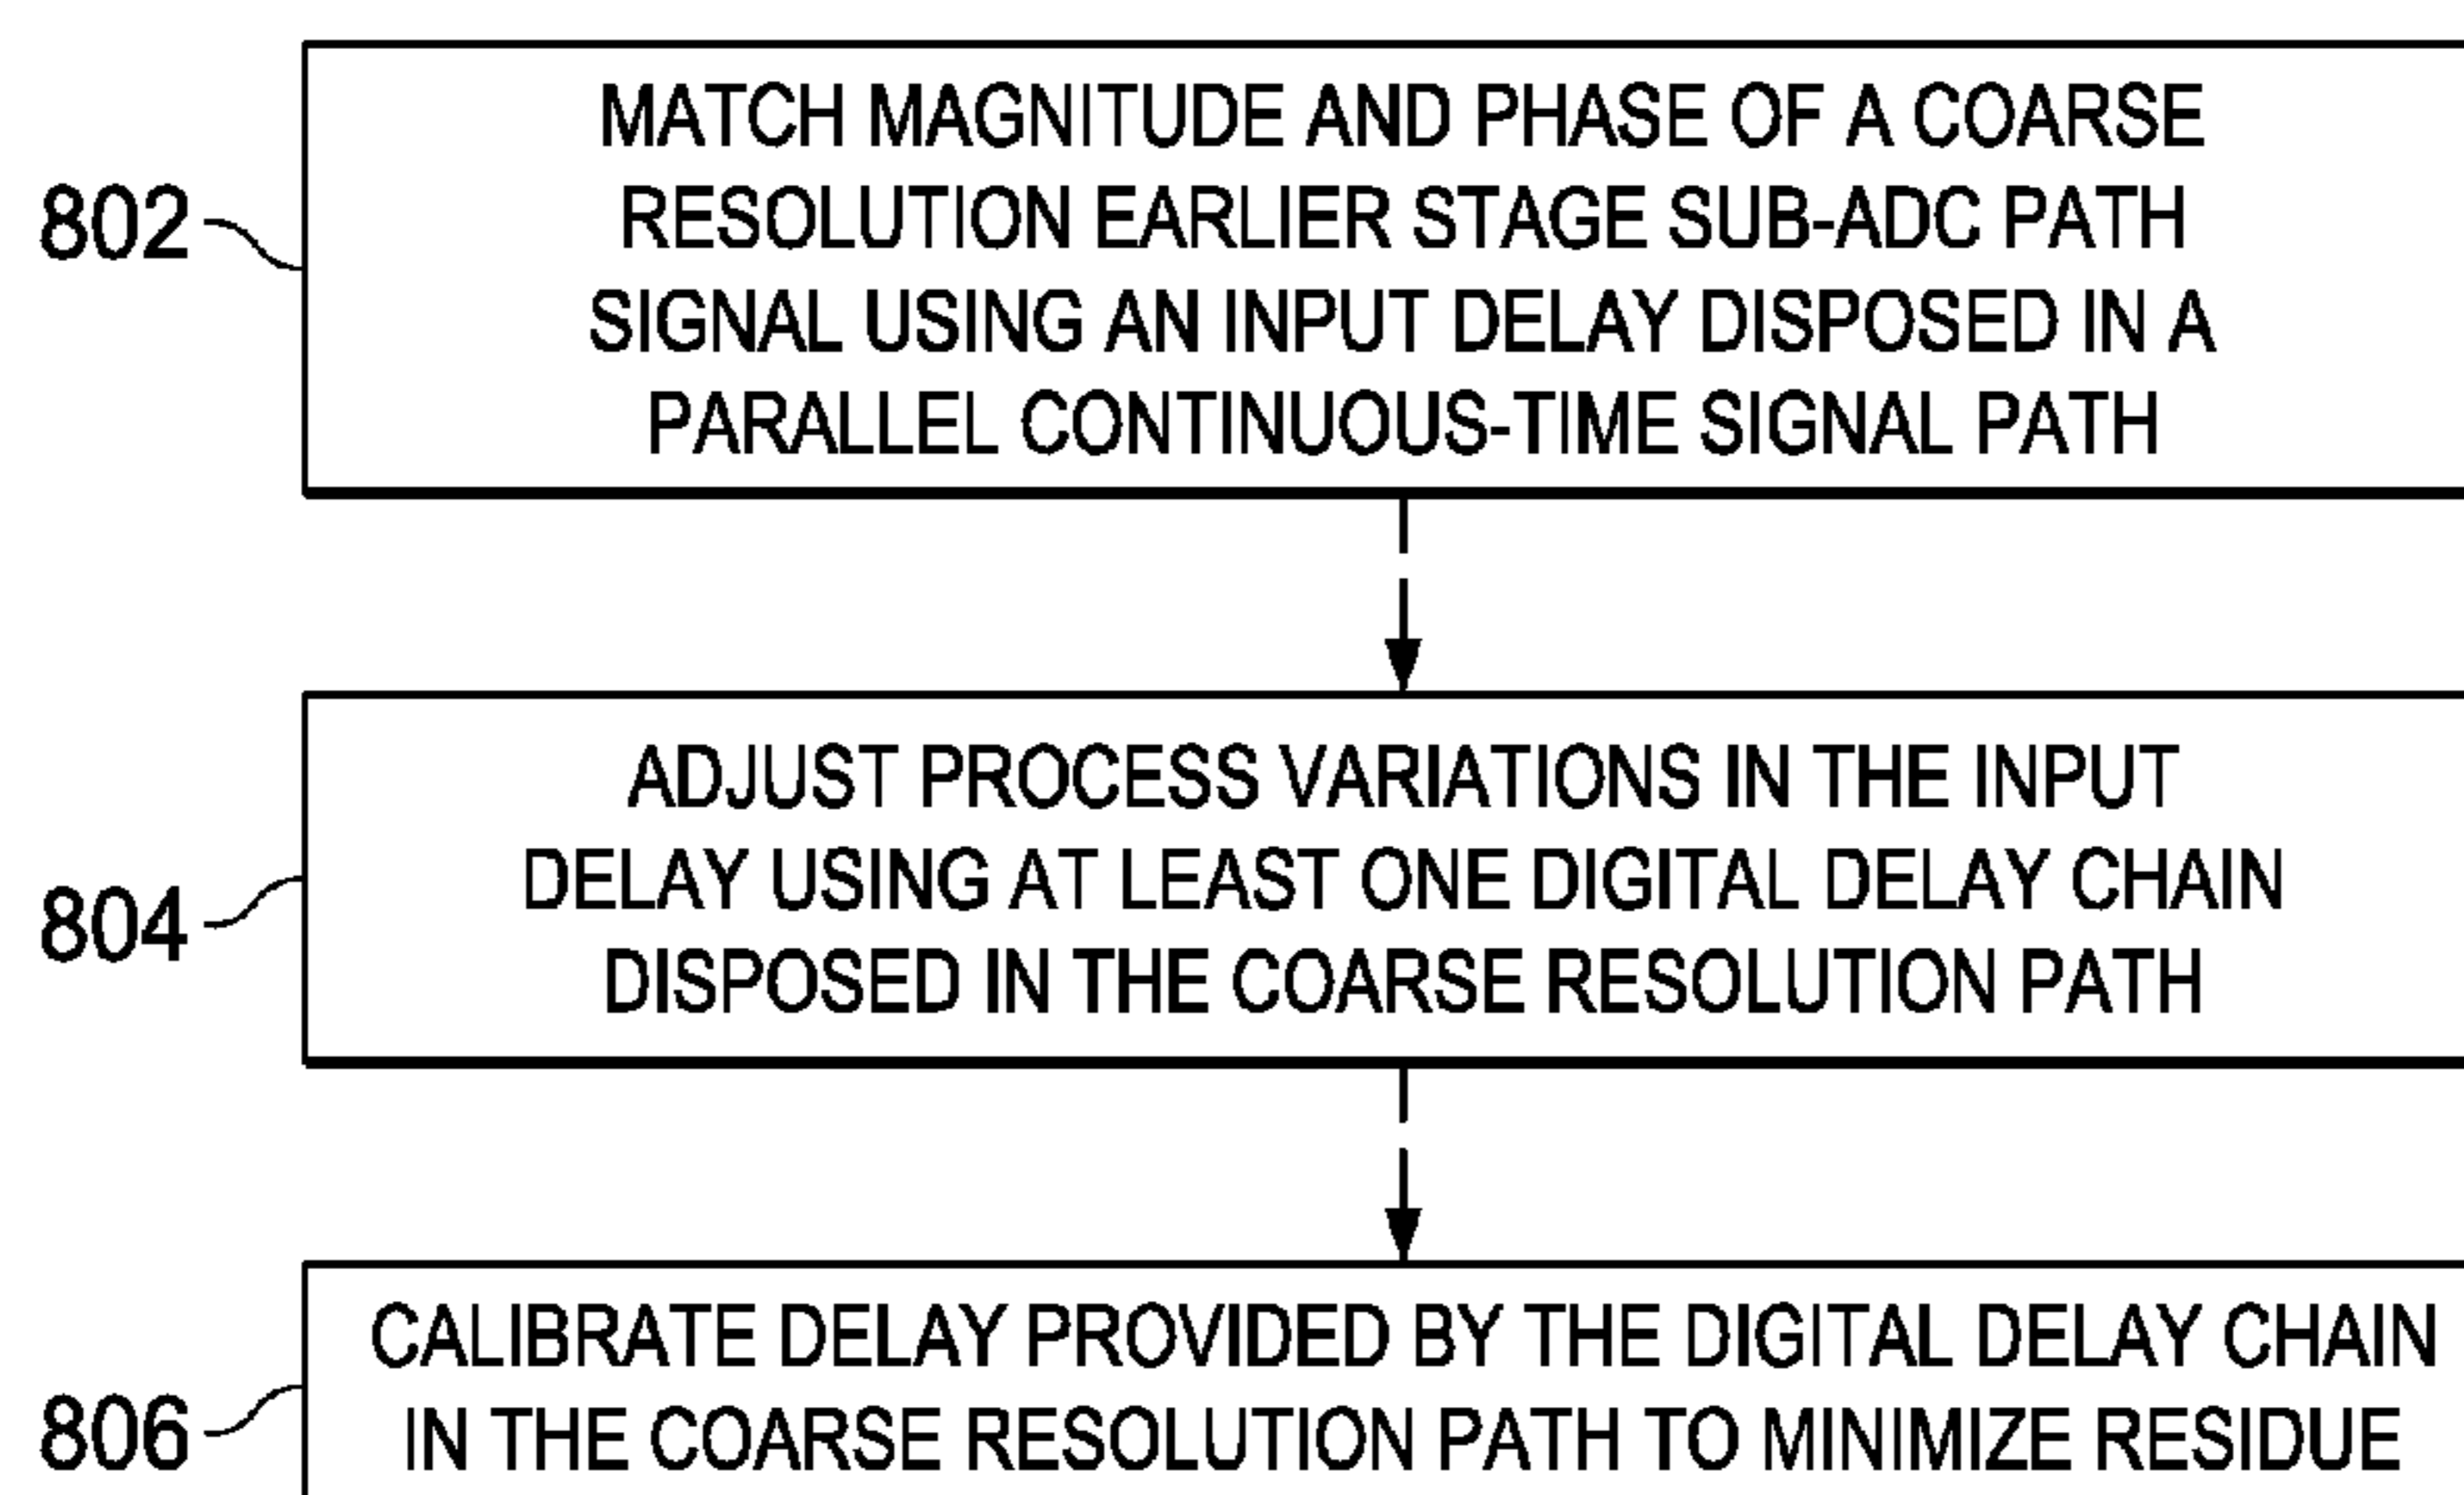 802
MATCH MAGNITUDE AND PHASE OF A COARSE
RESOLUTION EARLIER STAGE SUB-ADC PATH
SIGNAL USING AN INPUT DELAY DISPOSED IN A
PARALLEL CONTINUOUS-TIME SIGNAL PATH
804
ADJUST PROCESS VARIATIONS IN THE INPUT
DELAY USING AT LEAST ONE DIGITAL DELAY CHAIN
DISPOSED IN THE COARSE RESOLUTION PATH
806
CALIBRATE DELAY PROVIDED BY THE DIGITAL DELAY CHAIN
IN THE COARSE RESOLUTION PATH TO MINIMIZE RESIDUE